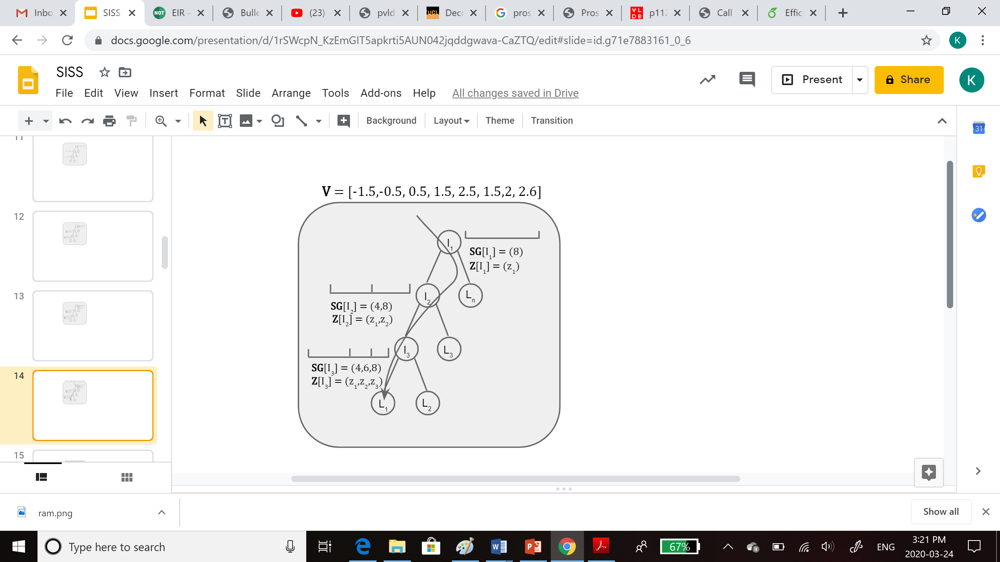 Inbo SISS EIR - Bulle (23) pvld Dec pros Pros p112 Call Effic
docs.google.com/presentation/d/1rSWcpN_KzEmGIT5apkrti5AUN042jqddgwava-CaZTQ/edit#slide=id.g71e7883161_0_6
K
SISS
Present
Share
K
File Edit View Insert Format Slide Arrange Tools Add-ons Help All changes saved in Drive
Background Layout Theme Transition
31
11
12
13
14
15
V = [-1.5,-0.5, 0.5, 1.5, 2.5, 1.5,2, 2.6]
I1
SG[I1] = (8)
Z[I1] = (z1)
I2
Ln
SG[I2] = (4,8)
Z[I2] = (z1,z2)
I3
L3
SG[I3] = (4,6,8)
Z[I3] = (z1,z2,z3)
L1
L2
ram.png
Show all
Type here to search
67%
ENG
3:21 PM
2020-03-24